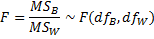 F = MS_B / MS_W ~ F(df_B, df_W)